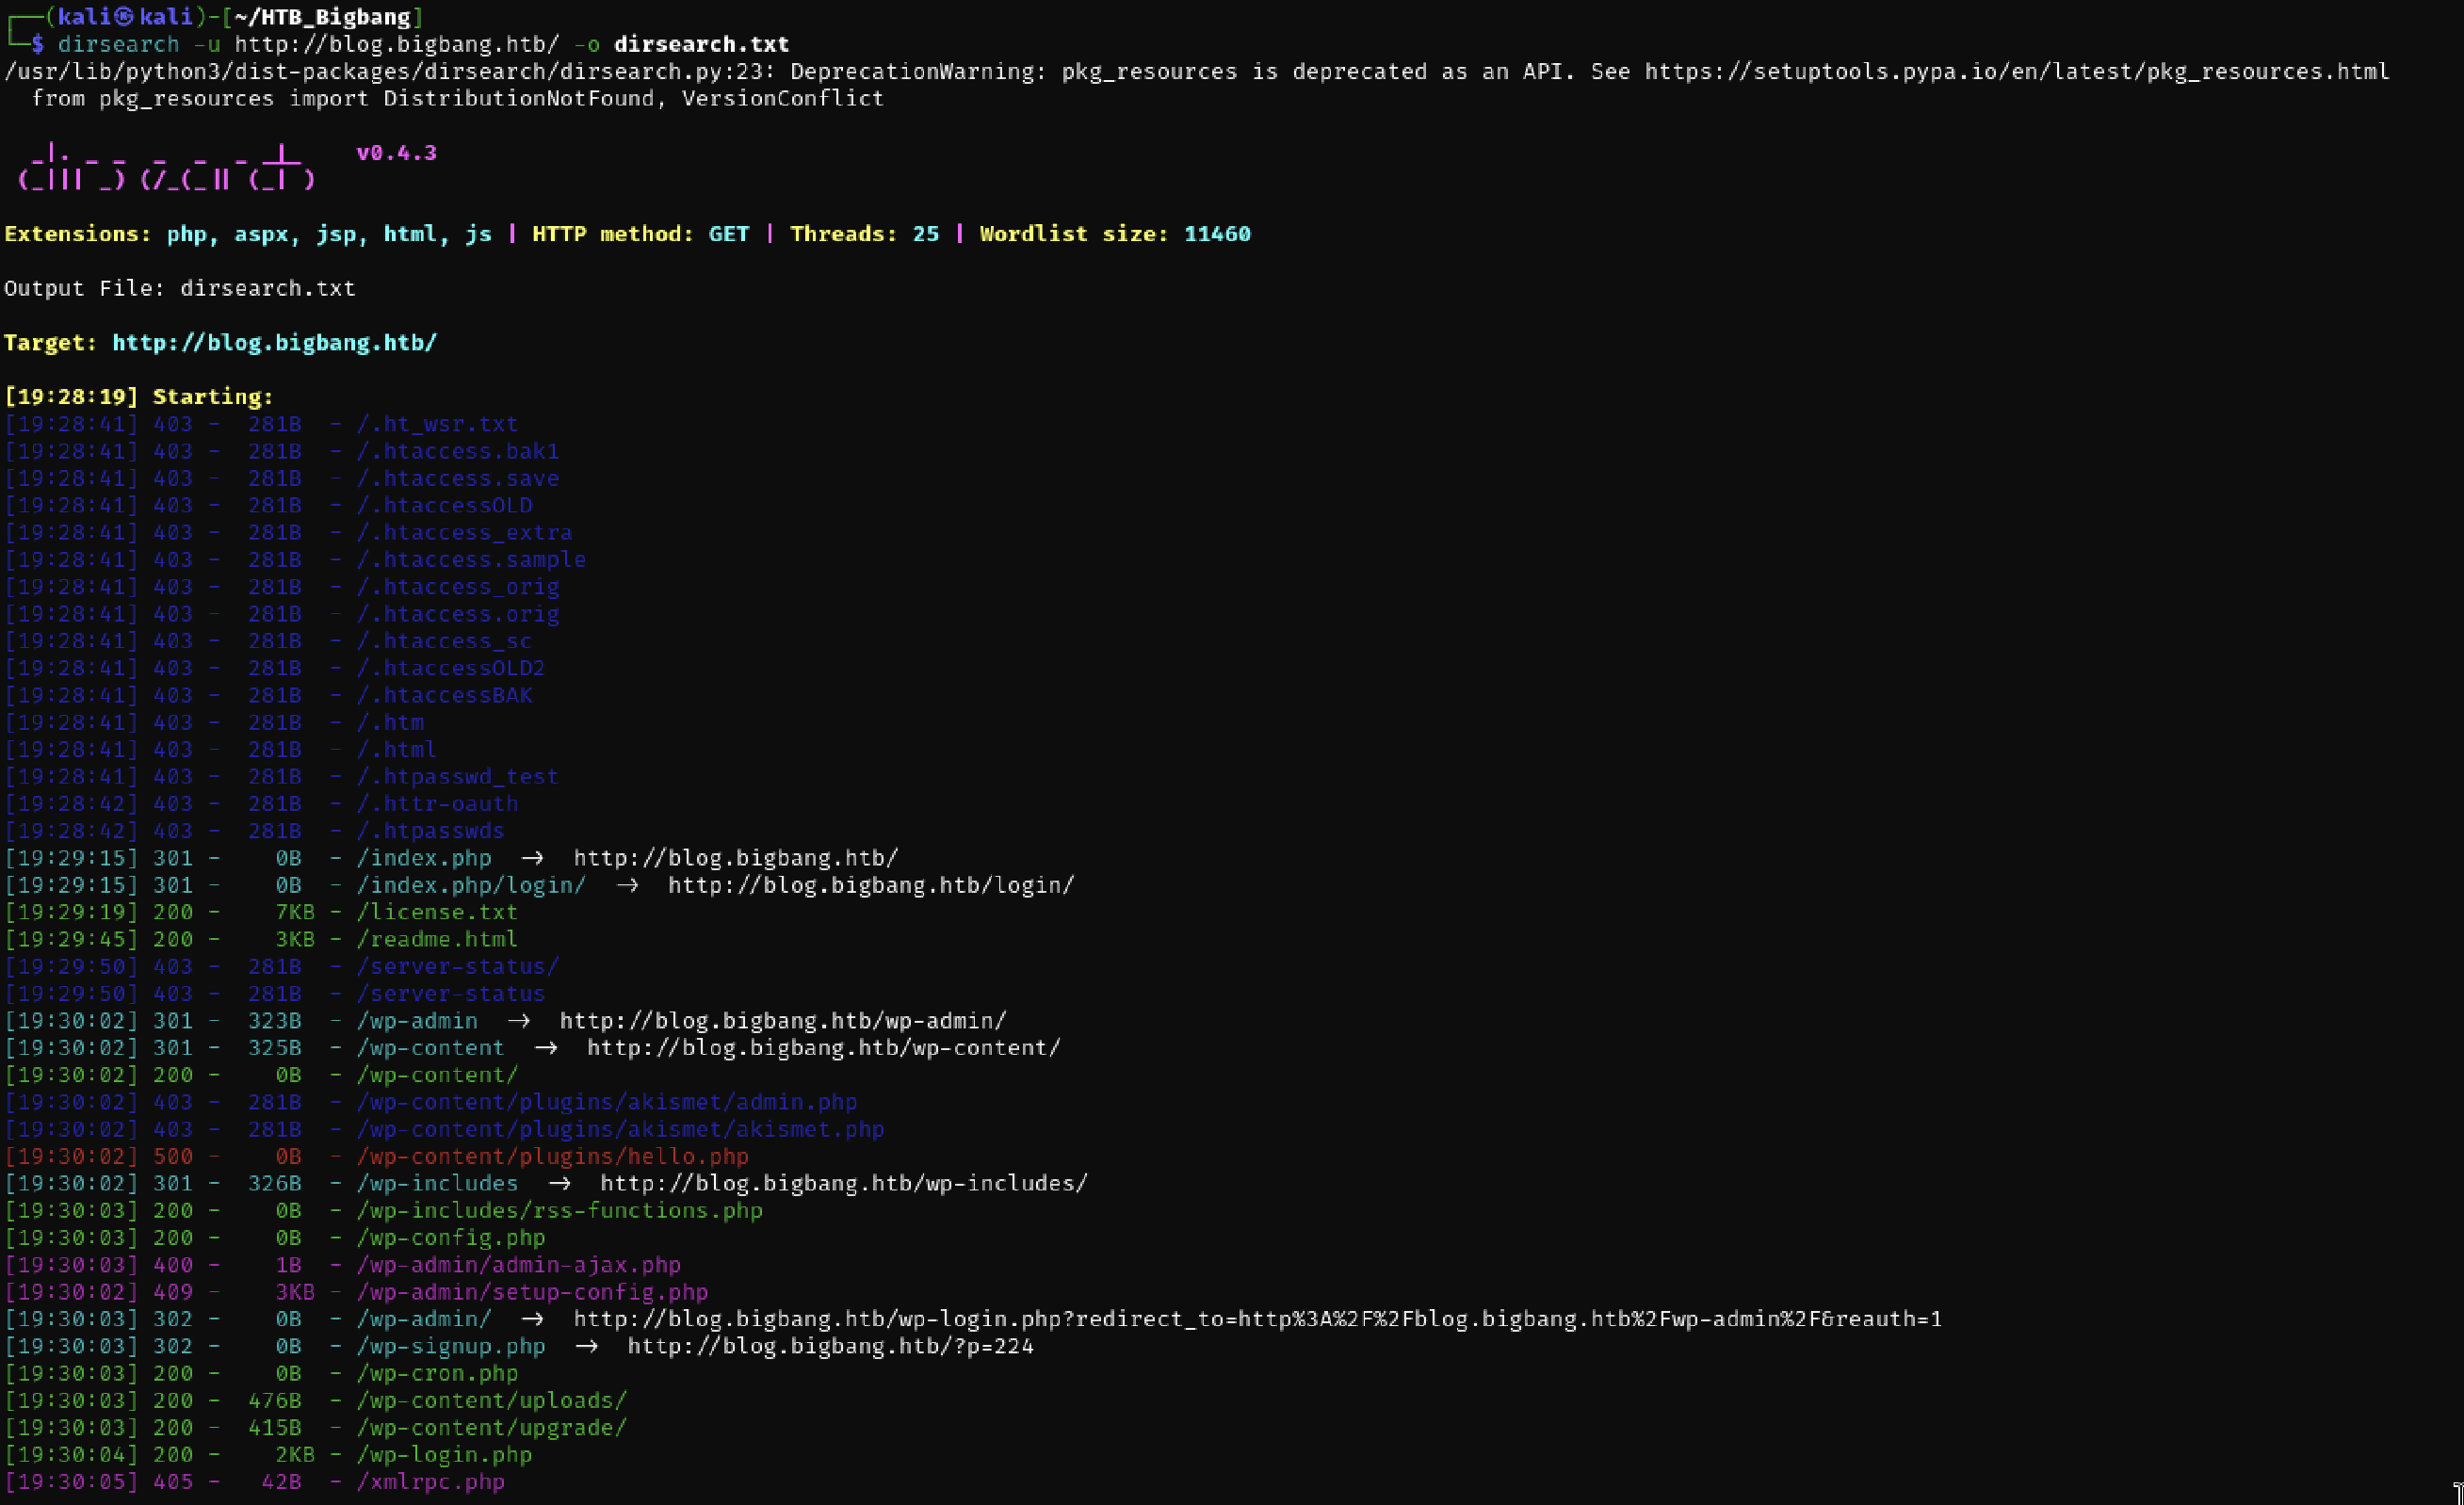 ┌──(kali㉿kali)-[~/HTB_Bigbang]
└─$ dirsearch -u http://blog.bigbang.htb/ -o dirsearch.txt
/usr/lib/python3/dist-packages/dirsearch/dirsearch.py:23: DeprecationWarning: pkg_resources is deprecated as an API. See https://setuptools.pypa.io/en/latest/pkg_resources.html
  from pkg_resources import DistributionNotFound, VersionConflict

  _|. _ _  _  _  _ _|_    v0.4.3
 (_||| _) (/_(_|| (_| )

Extensions: php, aspx, jsp, html, js | HTTP method: GET | Threads: 25 | Wordlist size: 11460

Output File: dirsearch.txt

Target: http://blog.bigbang.htb/

[19:28:19] Starting:
[19:28:41] 403 -  281B  - /.ht_wsr.txt
[19:28:41] 403 -  281B  - /.htaccess.bak1
[19:28:41] 403 -  281B  - /.htaccess.save
[19:28:41] 403 -  281B  - /.htaccessOLD
[19:28:41] 403 -  281B  - /.htaccess_extra
[19:28:41] 403 -  281B  - /.htaccess.sample
[19:28:41] 403 -  281B  - /.htaccess_orig
[19:28:41] 403 -  281B  - /.htaccess.orig
[19:28:41] 403 -  281B  - /.htaccess_sc
[19:28:41] 403 -  281B  - /.htaccessOLD2
[19:28:41] 403 -  281B  - /.htaccessBAK
[19:28:41] 403 -  281B  - /.htm
[19:28:41] 403 -  281B  - /.html
[19:28:41] 403 -  281B  - /.htpasswd_test
[19:28:42] 403 -  281B  - /.httr-oauth
[19:28:42] 403 -  281B  - /.htpasswds
[19:29:15] 301 -    0B  - /index.php  →  http://blog.bigbang.htb/
[19:29:15] 301 -    0B  - /index.php/login/  →  http://blog.bigbang.htb/login/
[19:29:19] 200 -    7KB - /license.txt
[19:29:45] 200 -    3KB - /readme.html
[19:29:50] 403 -  281B  - /server-status/
[19:29:50] 403 -  281B  - /server-status
[19:30:02] 301 -  323B  - /wp-admin  →  http://blog.bigbang.htb/wp-admin/
[19:30:02] 301 -  325B  - /wp-content  →  http://blog.bigbang.htb/wp-content/
[19:30:02] 200 -    0B  - /wp-content/
[19:30:02] 403 -  281B  - /wp-content/plugins/akismet/admin.php
[19:30:02] 403 -  281B  - /wp-content/plugins/akismet/akismet.php
[19:30:02] 500 -    0B  - /wp-content/plugins/hello.php
[19:30:02] 301 -  326B  - /wp-includes  →  http://blog.bigbang.htb/wp-includes/
[19:30:03] 200 -    0B  - /wp-includes/rss-functions.php
[19:30:03] 200 -    0B  - /wp-config.php
[19:30:03] 400 -    1B  - /wp-admin/admin-ajax.php
[19:30:02] 409 -    3KB - /wp-admin/setup-config.php
[19:30:03] 302 -    0B  - /wp-admin/  →  http://blog.bigbang.htb/wp-login.php?redirect_to=http%3A%2F%2Fblog.bigbang.htb%2Fwp-admin%2F&reauth=1
[19:30:03] 302 -    0B  - /wp-signup.php  →  http://blog.bigbang.htb/?p=224
[19:30:03] 200 -    0B  - /wp-cron.php
[19:30:03] 200 -  476B  - /wp-content/uploads/
[19:30:03] 200 -  415B  - /wp-content/upgrade/
[19:30:04] 200 -    2KB - /wp-login.php
[19:30:05] 405 -   42B  - /xmlrpc.php